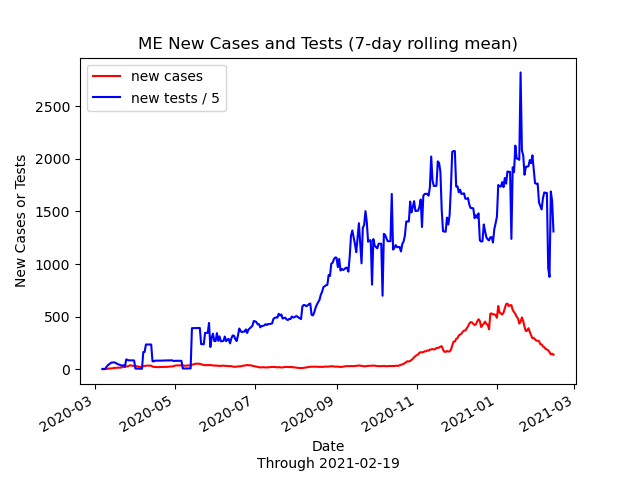 ME New Cases and Tests (7-day rolling mean)
new cases
new tests / 5
New Cases or Tests
2500
2000
1500
1000
500
0
2020-03
2020-05
2020-07
2020-09
2020-11
2021-01
2021-03
Date
Through 2021-02-19